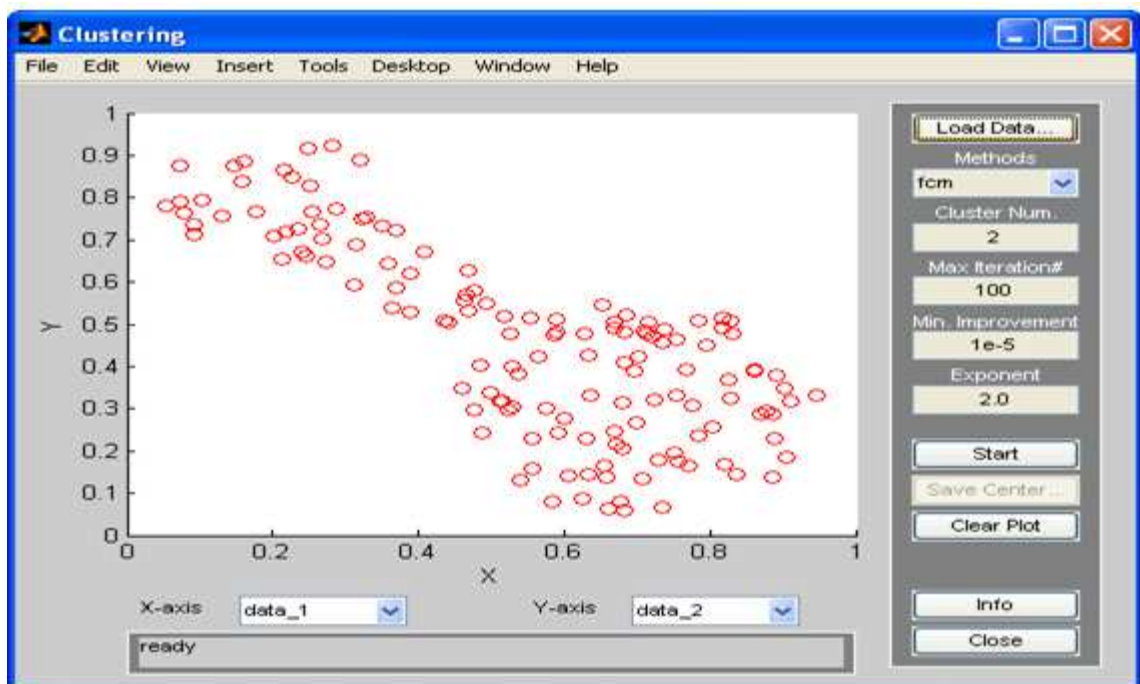 Clustering
File Edit View Insert Tools Desktop Window Help
1
0.9
0.8
0.7
0.6
0.5
0.4
0.3
0.2
0.1
0
Y
0 0.2 0.4 0.6 0.8 1
X
X-axis data_1 Y-axis data_2
ready
Load Data...
Methods
fcm
Cluster Num.
2
Max Iteration#
100
Min. Improvement
1e-5
Exponent
2.0
Start
Save Center...
Clear Plot
Info
Close